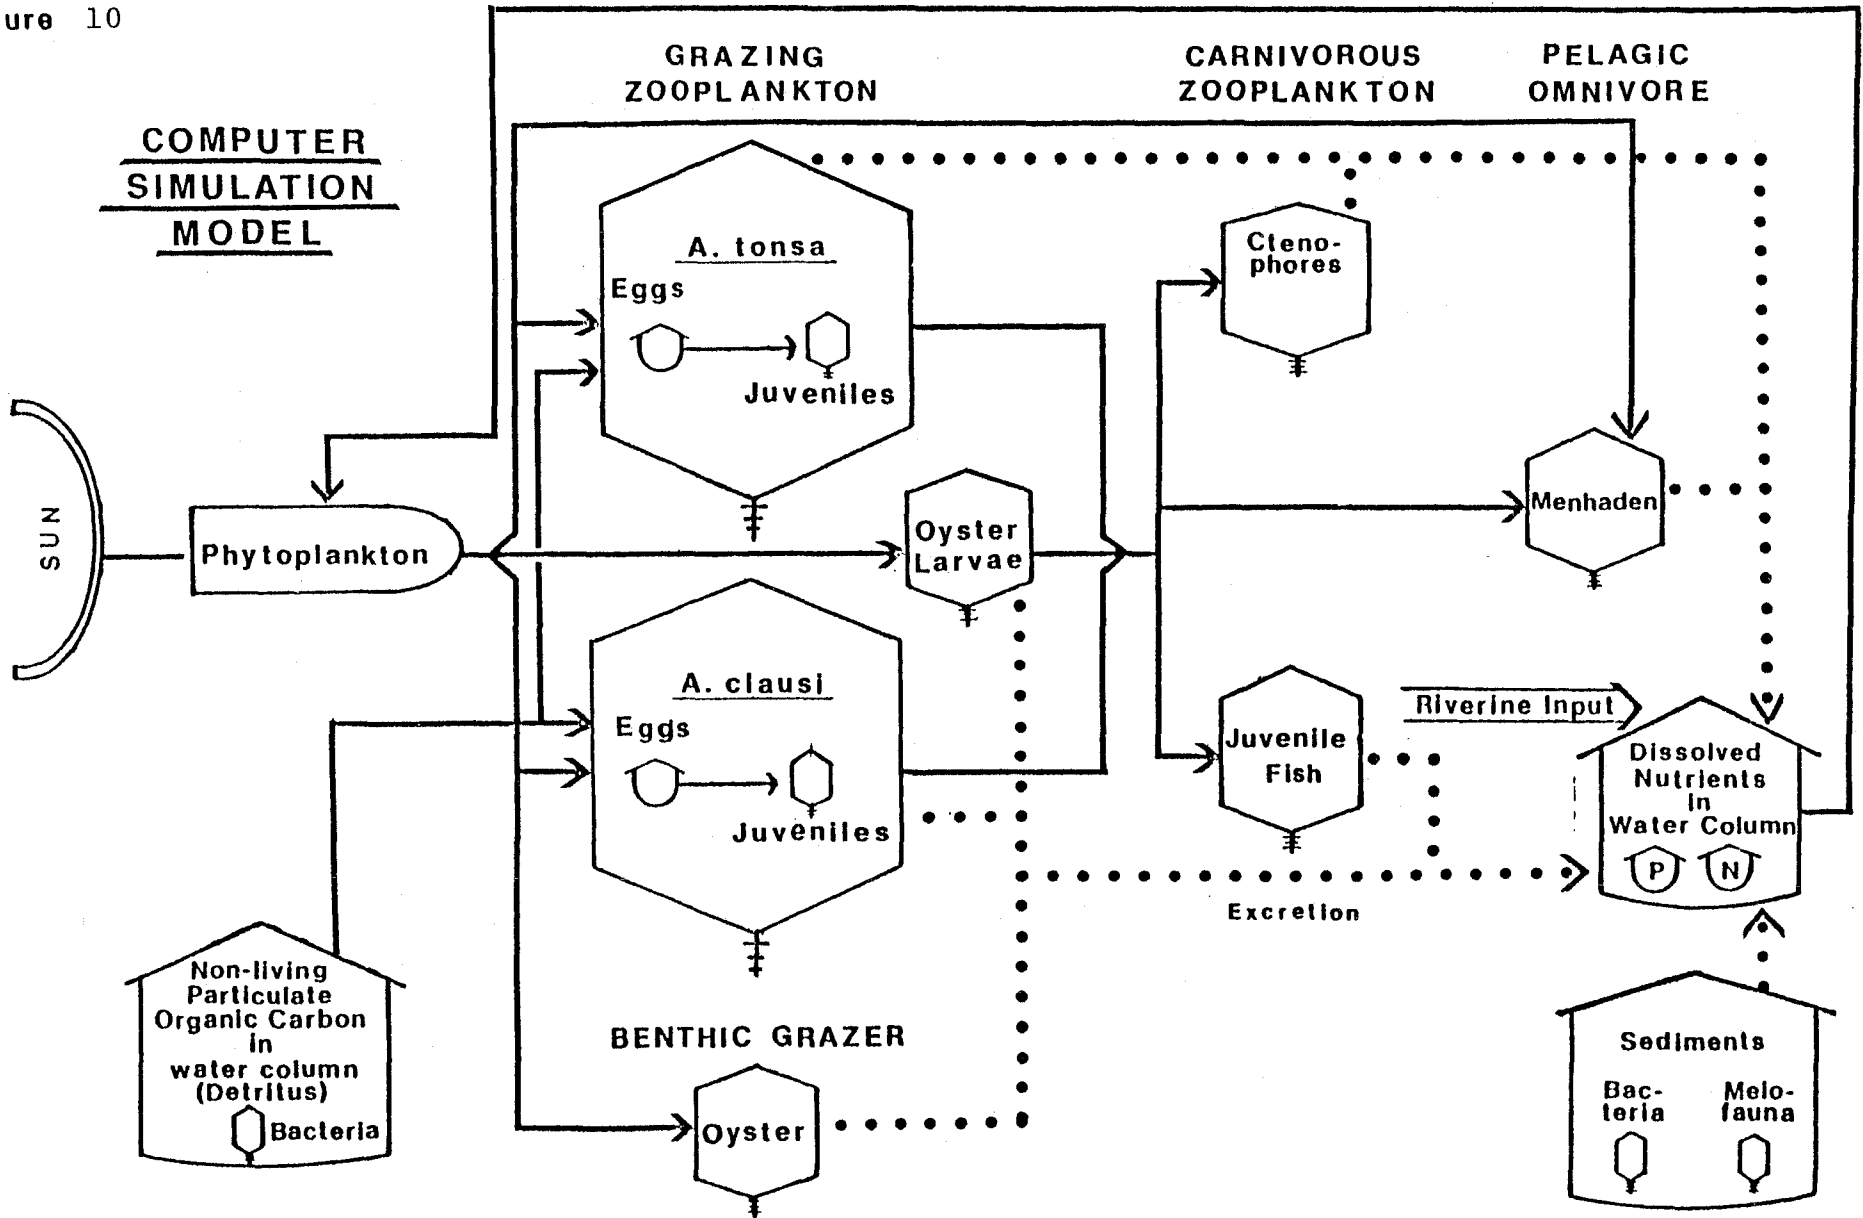 ure 10
COMPUTER
SIMULATION
MODEL
GRAZING
ZOOPLANKTON
CARNIVOROUS
ZOOPLANKTON
PELAGIC
OMNIVORE
A. tonsa
Eggs
Juveniles
Cteno-
phores
Menhaden
SUN
Phytoplankton
Oyster
Larvae
A. clausi
Eggs
Juveniles
Juvenile
Fish
Riverine Input
Dissolved
Nutrients
in
Water Column
P N
Excretion
Non-living
Particulate
Organic Carbon
in
water column
(Detritus)
Bacteria
BENTHIC GRAZER
Oyster
Sediments
Bac-
teria
Meio-
fauna